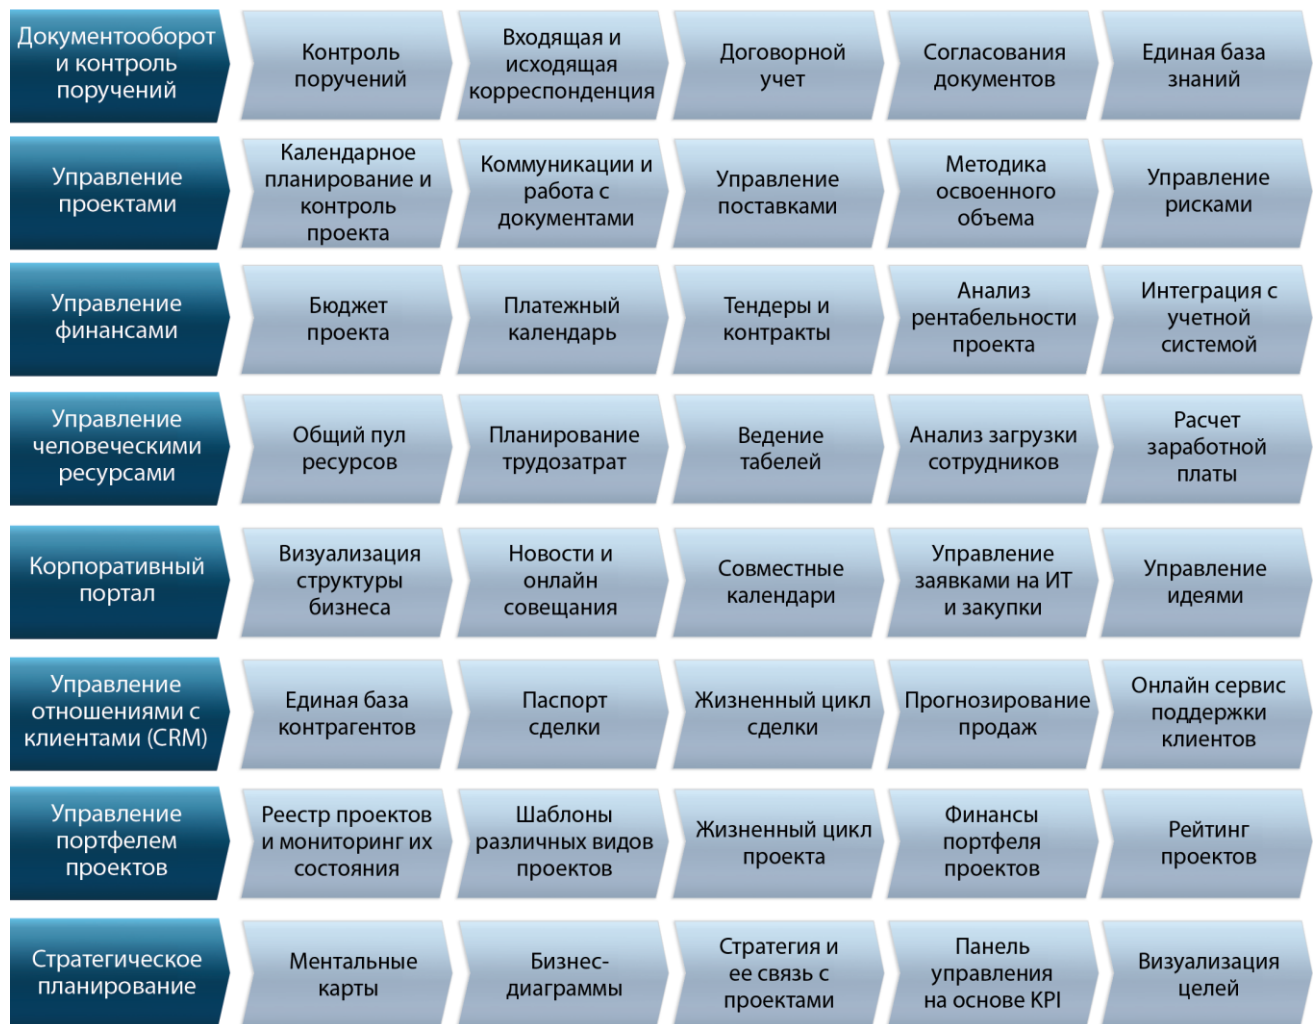 Документооборот
и контроль
поручений
Контроль
поручений
Входящая и
исходящая
корреспонденция
Договорной
учет
Согласования
документов
Единая база
знаний
Управление
проектами
Календарное
планирование и
контроль
проекта
Коммуникации и
работа с
документами
Управление
поставками
Методика
освоенного
объема
Управление
рисками
Управление
финансами
Бюджет
проекта
Платежный
календарь
Тендеры и
контракты
Анализ
рентабельности
проекта
Интеграция с
учетной
системой
Управление
человеческими
ресурсами
Общий пул
ресурсов
Планирование
трудозатрат
Ведение
табелей
Анализ загрузки
сотрудников
Расчет
заработной
платы
Корпоративный
портал
Визуализация
структуры
бизнеса
Новости и
онлайн
совещания
Совместные
календари
Управление
заявками на ИТ
и закупки
Управление
идеями
Управление
отношениями с
клиентами (CRM)
Единая база
контрагентов
Паспорт
сделки
Жизненный цикл
сделки
Прогнозирование
продаж
Онлайн сервис
поддержки
клиентов
Управление
портфелем
проектов
Реестр проектов
и мониторинг их
состояния
Шаблоны
различных видов
проектов
Жизненный цикл
проекта
Финансы
портфеля
проектов
Рейтинг
проектов
Стратегическое
планирование
Ментальные
карты
Бизнес-
диаграммы
Стратегия и
ее связь с
проектами
Панель
управления
на основе KPI
Визуализация
целей